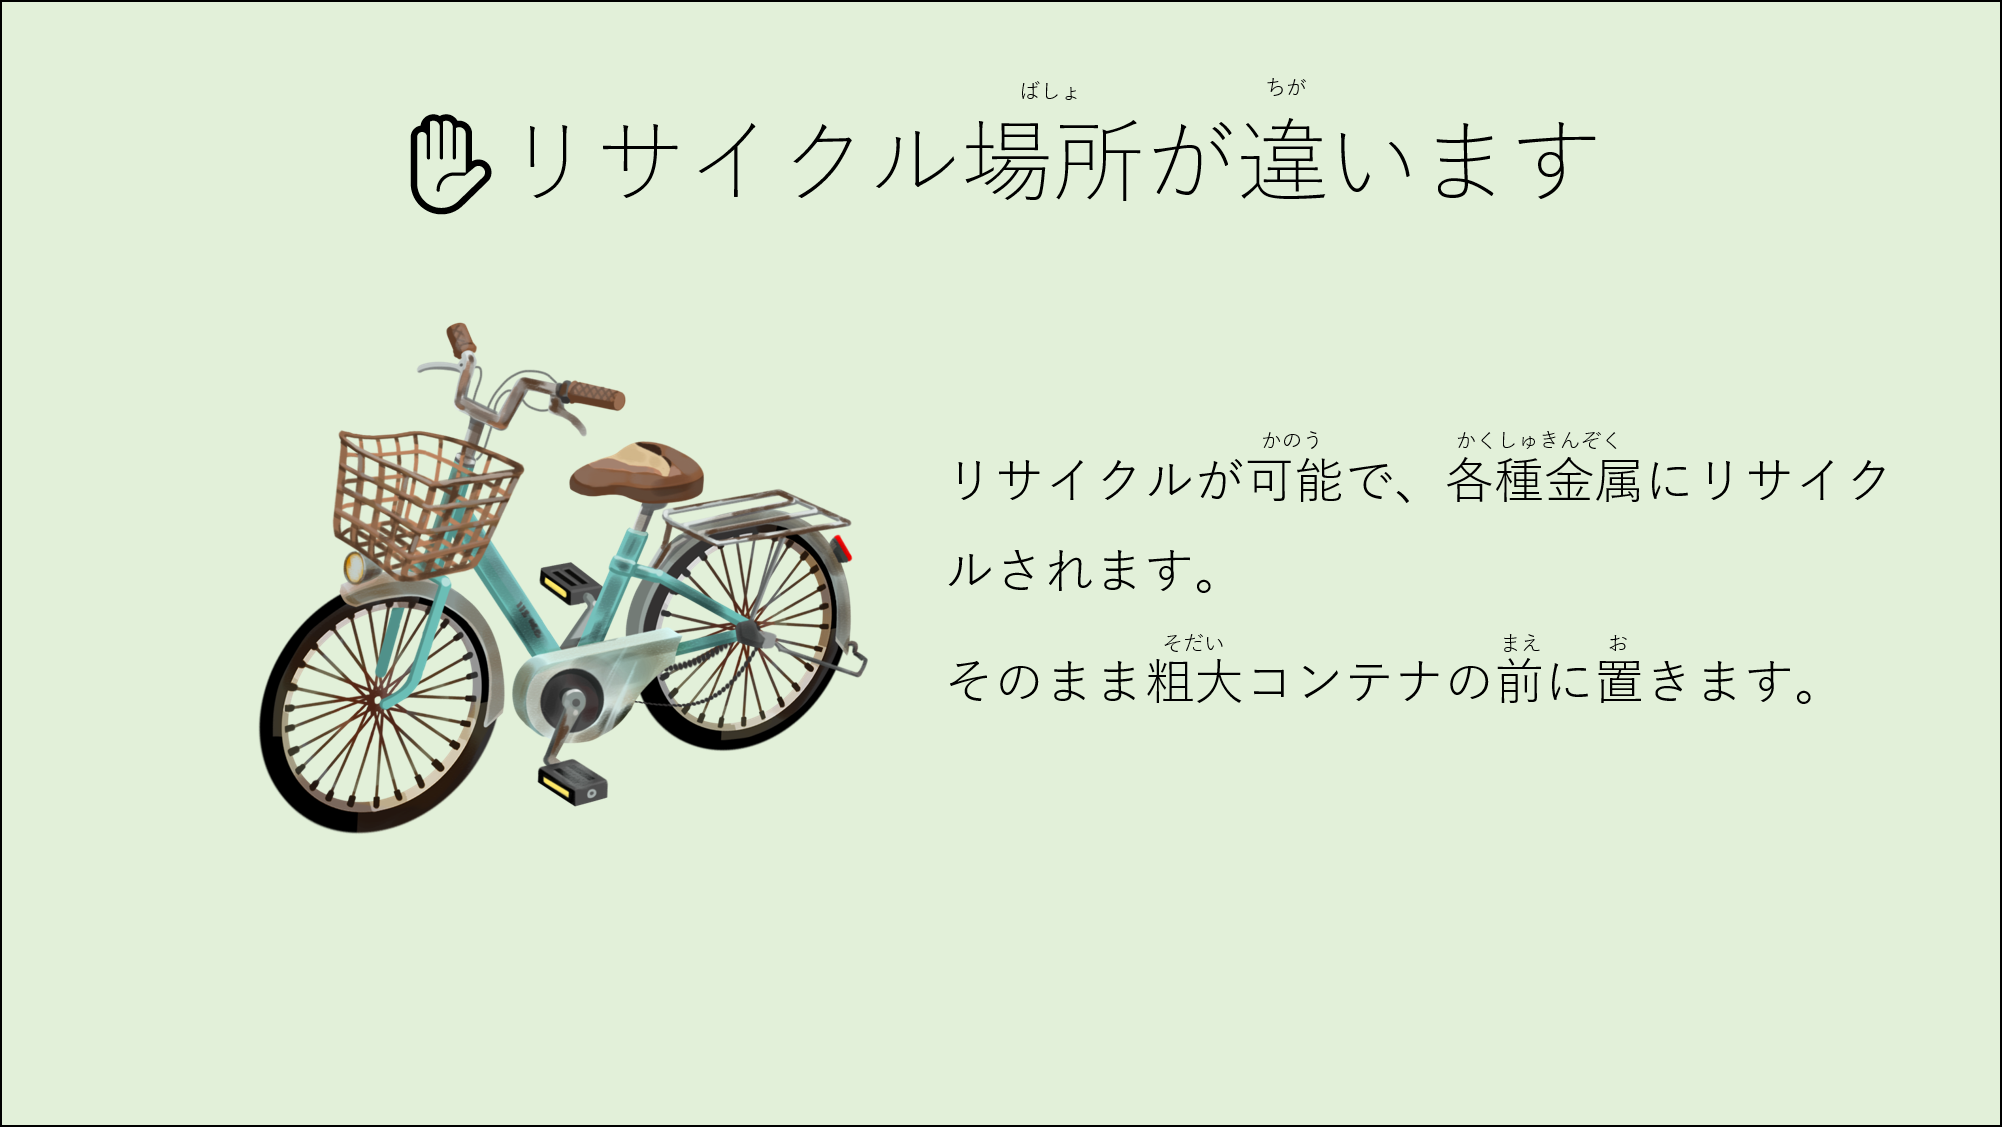 ばしょ ちが
リサイクル場所が違います
かのう かくしゅきんぞく
リサイクルが可能で、各種金属にリサイク
ルされます。
そだい まえ お
そのまま粗大コンテナの前に置きます。